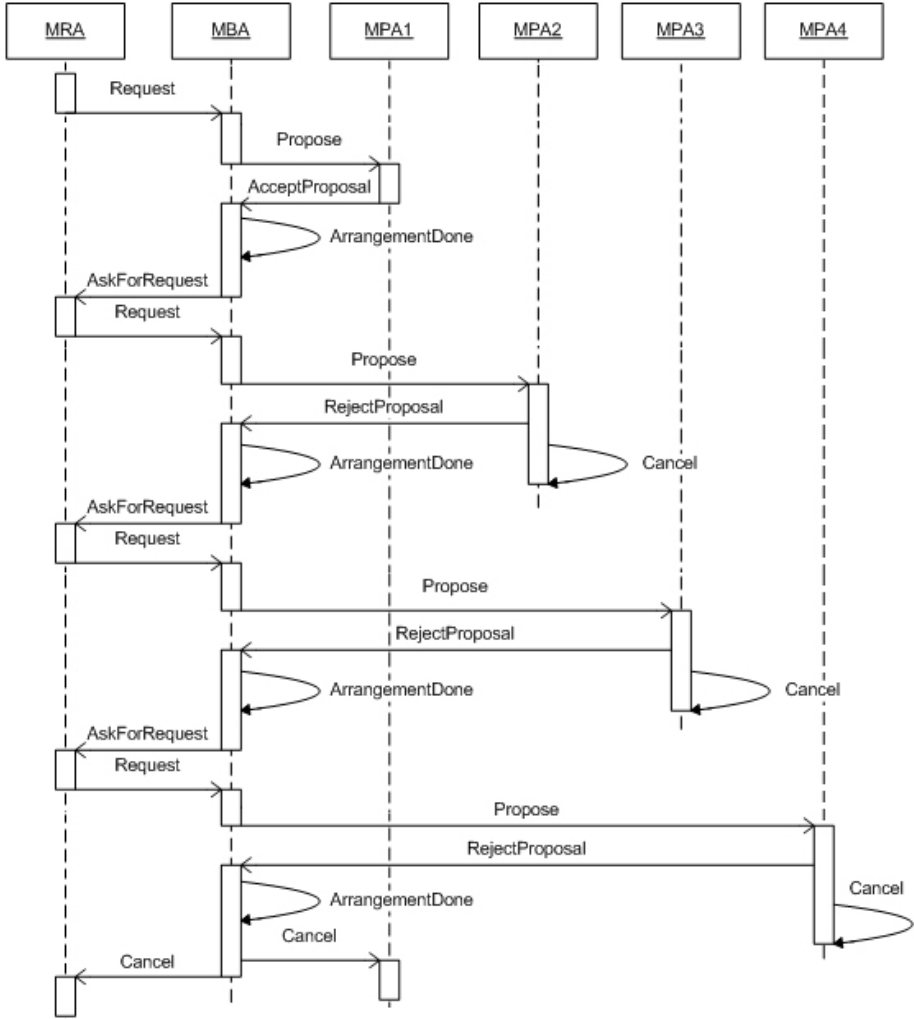 MRA
MBA
MPA1
MPA2
MPA3
MPA4
Request
Propose
AcceptProposal
ArrangementDone
AskForRequest
Request
Propose
RejectProposal
ArrangementDone
Cancel
AskForRequest
Request
Propose
RejectProposal
ArrangementDone
Cancel
AskForRequest
Request
Propose
RejectProposal
Cancel
ArrangementDone
Cancel
Cancel